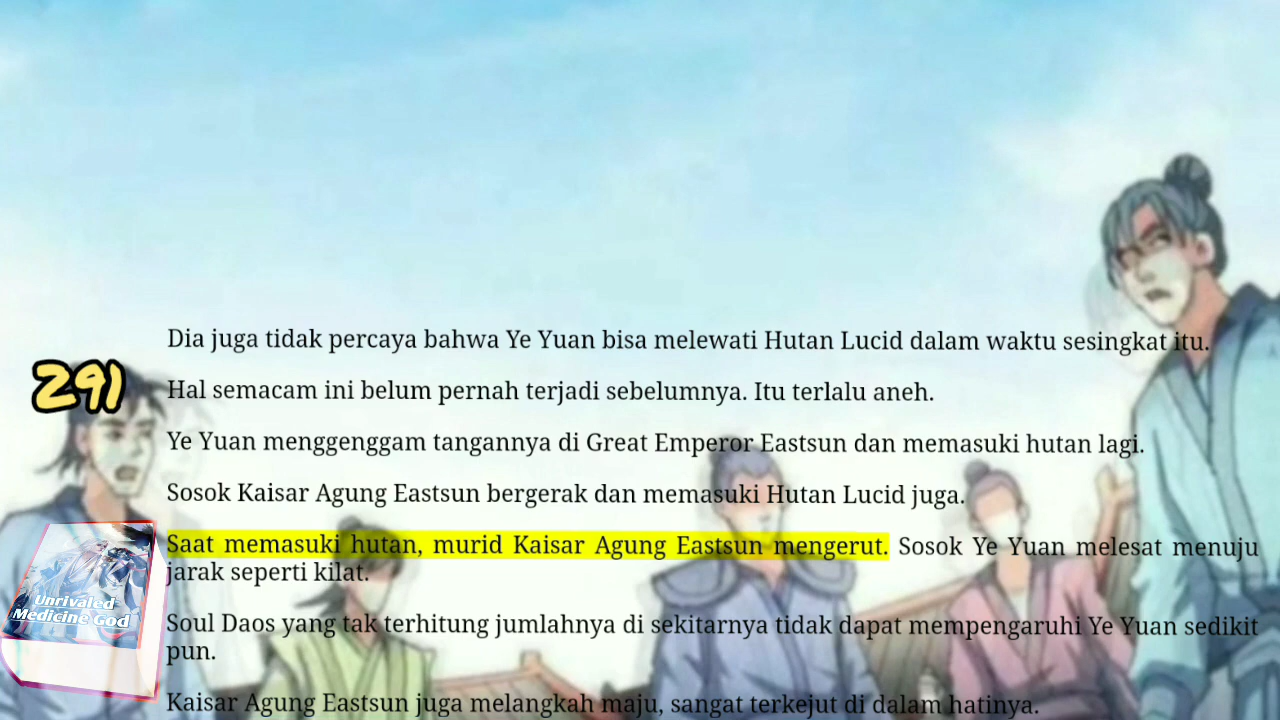 Dia juga tidak percaya bahwa Ye Yuan bisa melewati Hutan Lucid dalam waktu sesingkat itu.
291
Hal semacam ini belum pernah terjadi sebelumnya. Itu terlalu aneh.
Ye Yuan menggenggam tangannya di Great Emperor Eastsun dan memasuki hutan lagi.
Sosok Kaisar Agung Eastsun bergerak dan memasuki Hutan Lucid juga.
Saat memasuki hutan, murid Kaisar Agung Eastsun mengerut. Sosok Ye Yuan melesat menuju
jarak seperti kilat.
Unrivaled
Medicine God
Soul Daos yang tak terhitung jumlahnya di sekitarnya tidak dapat mempengaruhi Ye Yuan sedikit
pun.
Kaisar Agung Eastsun juga melangkah maju, sangat terkejut di dalam hatinya.